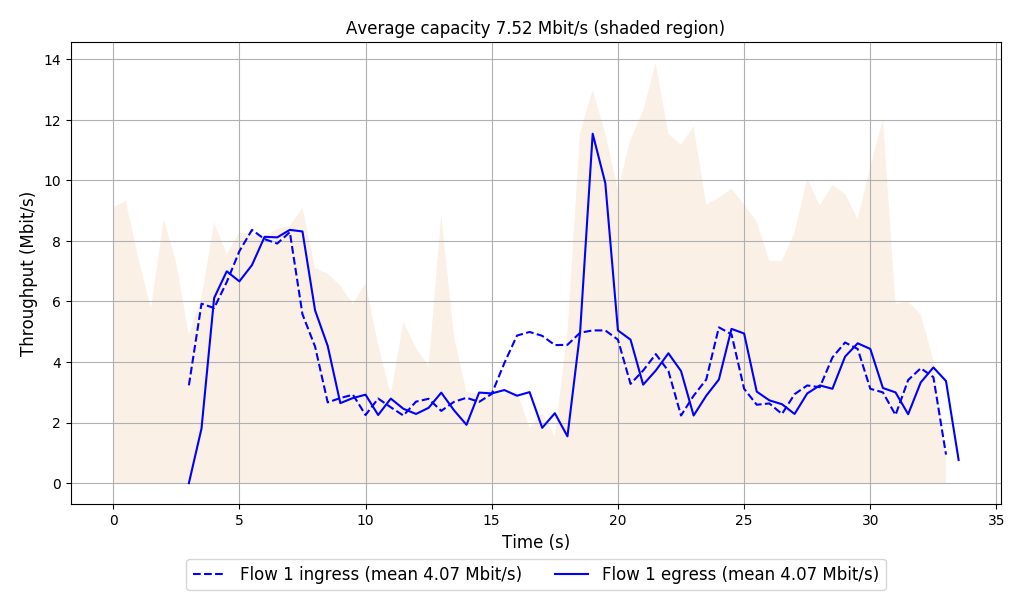 Average capacity 7.52 Mbit/s (shaded region)
14
12
10
8
6
4
2
0
Throughput (Mbit/s)
0 5 10 15 20 25 30 35
Time (s)
Flow 1 ingress (mean 4.07 Mbit/s) Flow 1 egress (mean 4.07 Mbit/s)